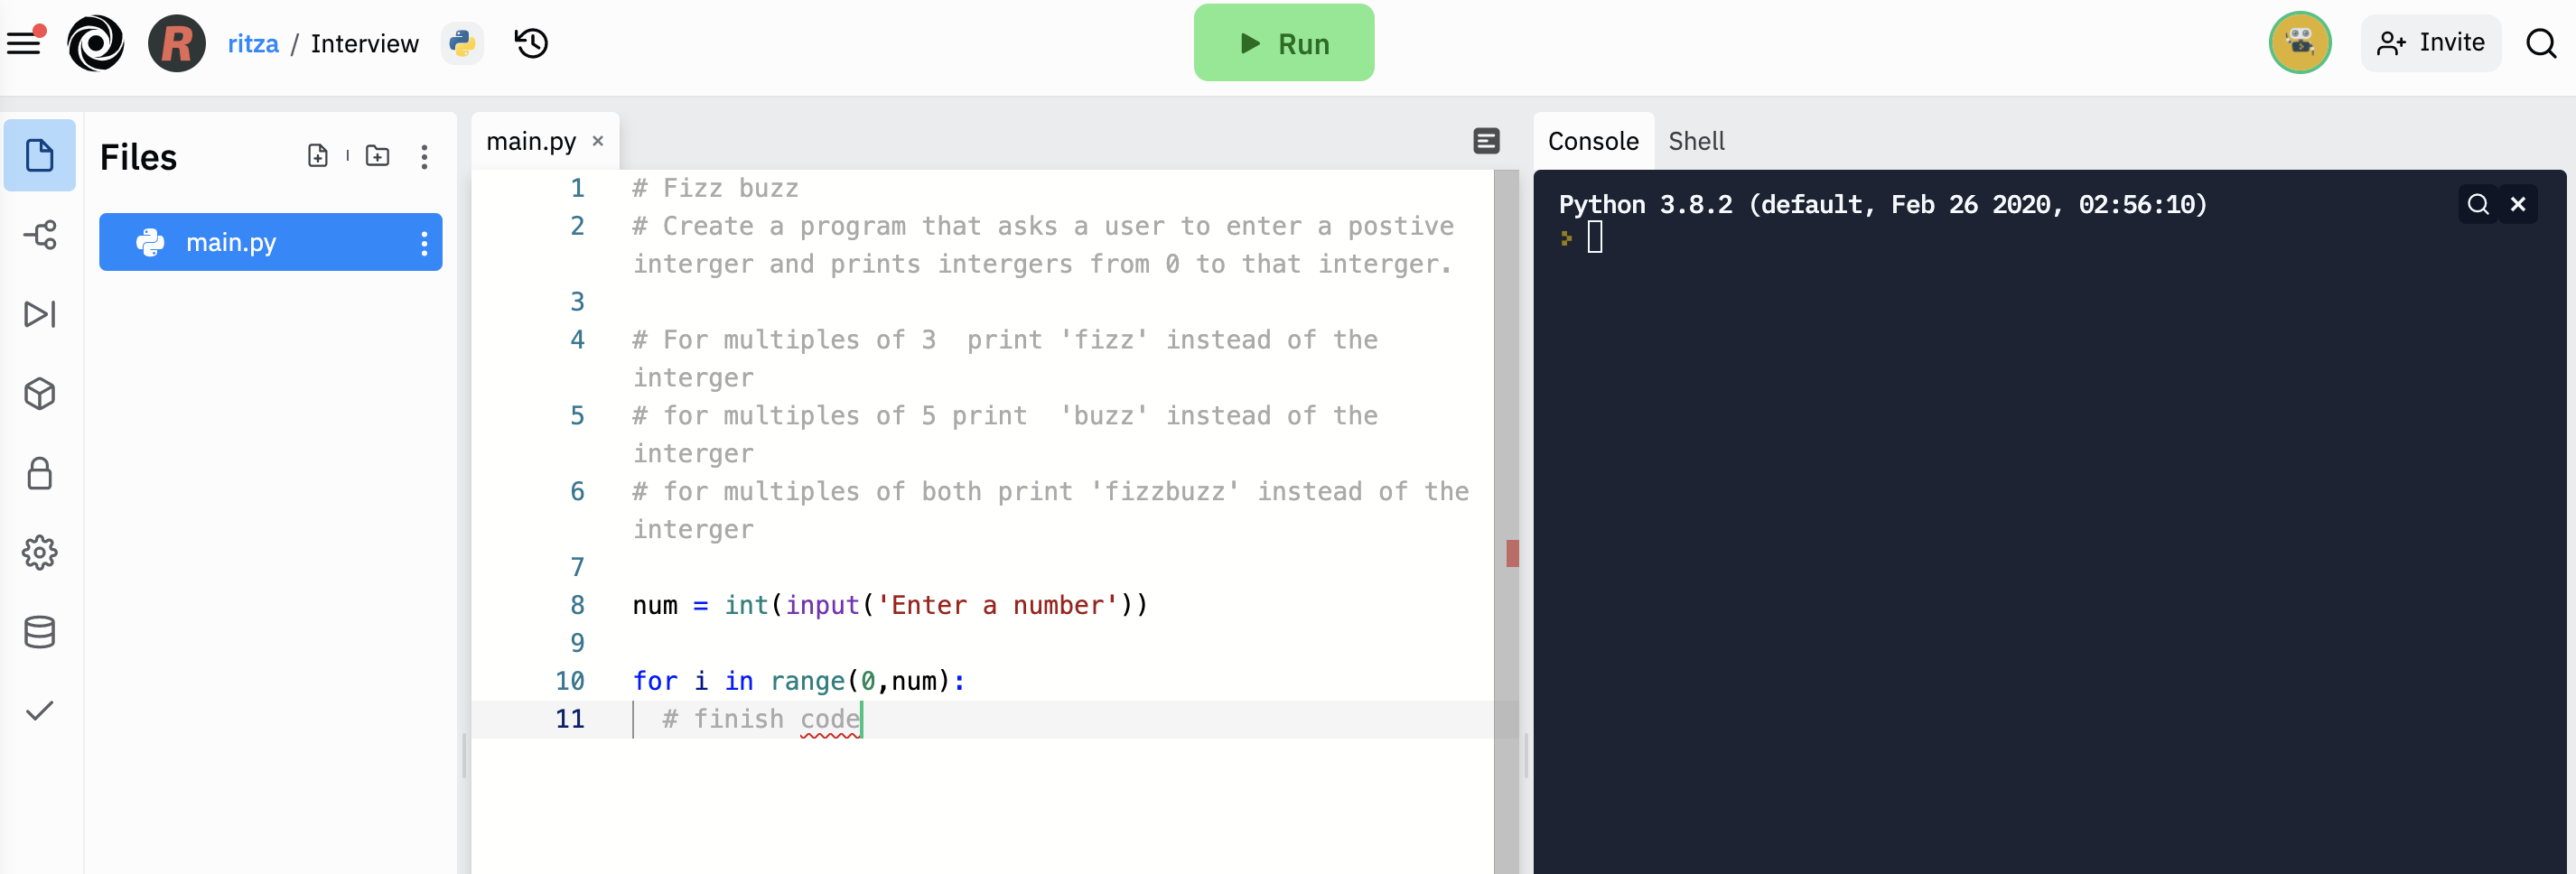 R ritza / Interview
Run
Invite
Files
main.py
main.py ×
1 # Fizz buzz
2 # Create a program that asks a user to enter a postive
interger and prints intergers from 0 to that interger.
3
4 # For multiples of 3  print 'fizz' instead of the
interger
5 # for multiples of 5 print  'buzz' instead of the
interger
6 # for multiples of both print 'fizzbuzz' instead of the
interger
7
8 num = int(input('Enter a number'))
9
10 for i in range(0,num):
11   # finish code
Console Shell
Python 3.8.2 (default, Feb 26 2020, 02:56:10)